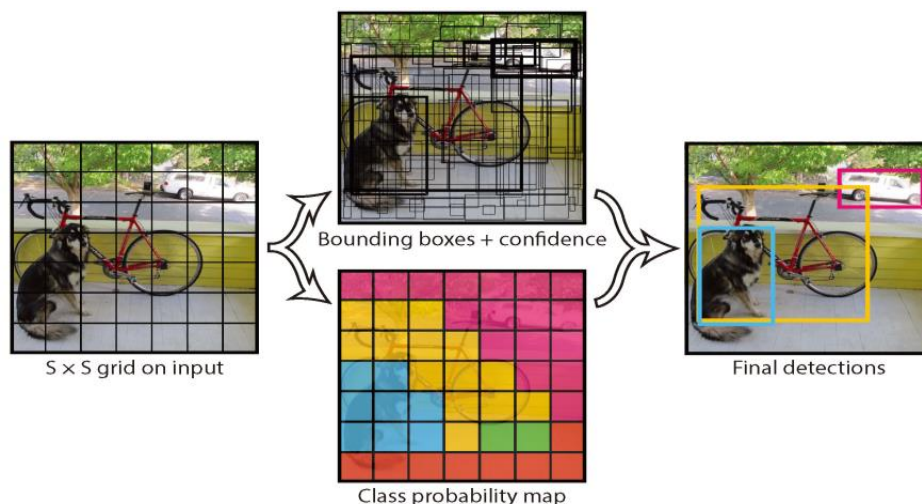 Bounding boxes + confidence
S × S grid on input
Final detections
Class probability map